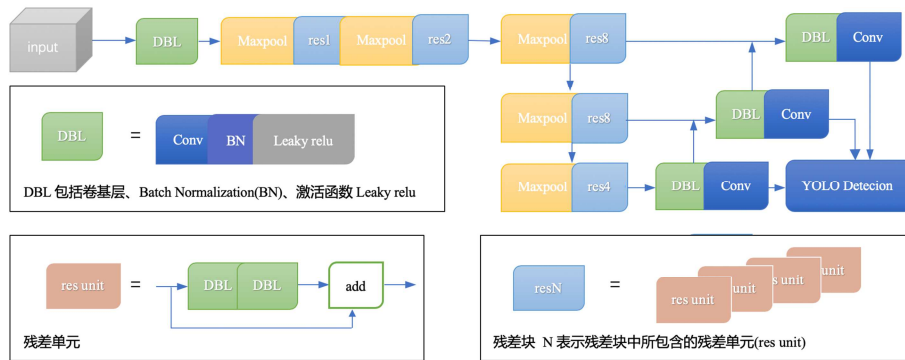 input
DBL
Maxpool res1 Maxpool res2
Maxpool res8
DBL Conv
Maxpool res8
DBL Conv
Maxpool res4
DBL Conv
YOLO Detecion
DBL = Conv BN Leaky relu
DBL 包括卷基层、Batch Normalization(BN)、激活函数 Leaky relu
res unit = DBL DBL add
残差单元
resN = res unit unit s unit unit
残差块 N 表示残差块中所包含的残差单元(res unit)